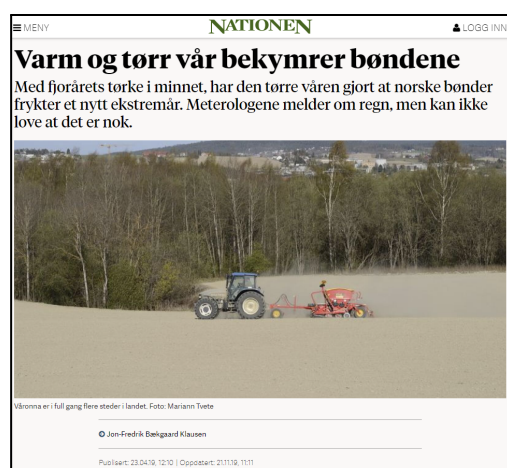 MENY NATIONEN LOGG INN
Varm og tørr vår bekymrer bøndene
Med fjorårets tørke i minnet, har den tørre våren gjort at norske bønder
frykter et nytt ekstremår. Meterologene melder om regn, men kan ikke
love at det er nok.
Våronna er i full gang flere steder i landet. Foto: Mariann Tvete
Jon-Fredrik Bækgaard Klausen
Publisert: 23.04.19, 12:10 | Oppdatert: 21.11.19, 11:11